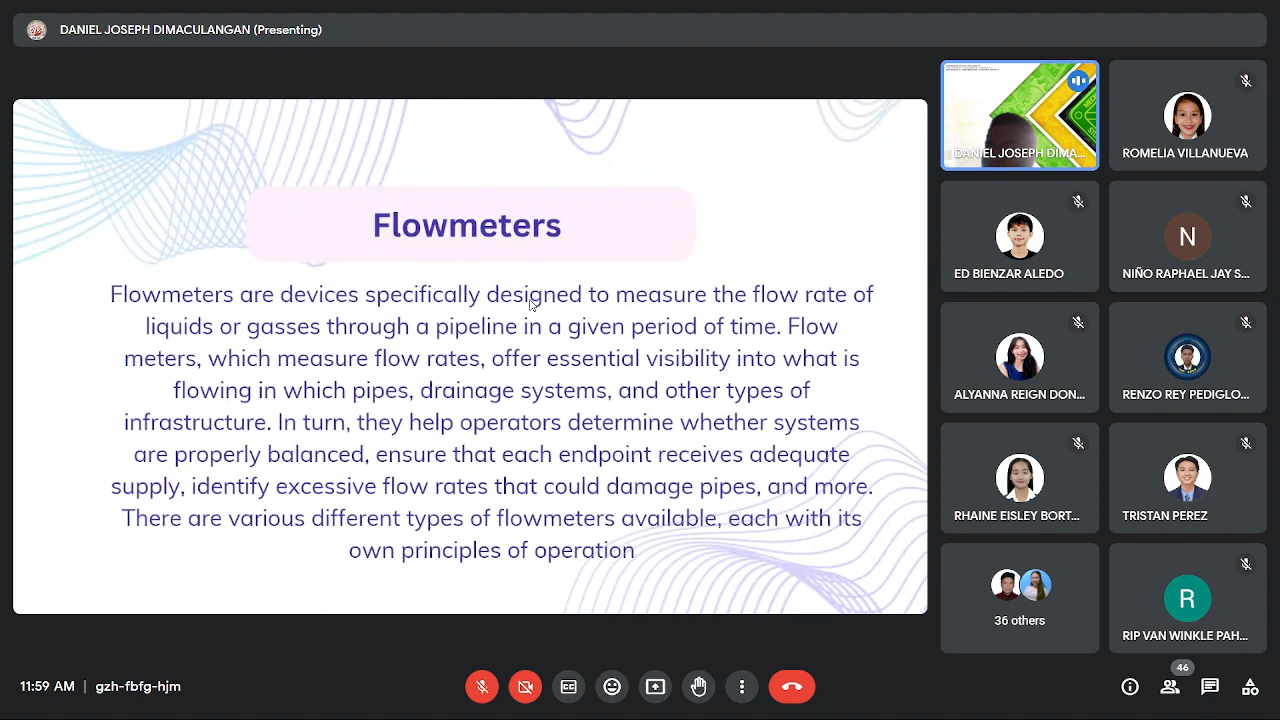 DANIEL JOSEPH DIMACULANGAN (Presenting)
Flowmeters
Flowmeters are devices specifically designed to measure the flow rate of
liquids or gasses through a pipeline in a given period of time. Flow
meters, which measure flow rates, offer essential visibility into what is
flowing in which pipes, drainage systems, and other types of
infrastructure. In turn, they help operators determine whether systems
are properly balanced, ensure that each endpoint receives adequate
supply, identify excessive flow rates that could damage pipes, and more.
There are various different types of flowmeters available, each with its
own principles of operation
DANIEL JOSEPH DIMA...
ROMELIA VILLANUEVA
ED BIENZAR ALEDO
N
NIÑO RAPHAEL JAY S...
ALYANNA REIGN DON...
RENZO REY PEDIGLO...
RHAINE EISLEY BORT...
TRISTAN PEREZ
36 others
R
RIP VAN WINKLE PAH...
11:59 AM | gzh-fbfg-hjm
46